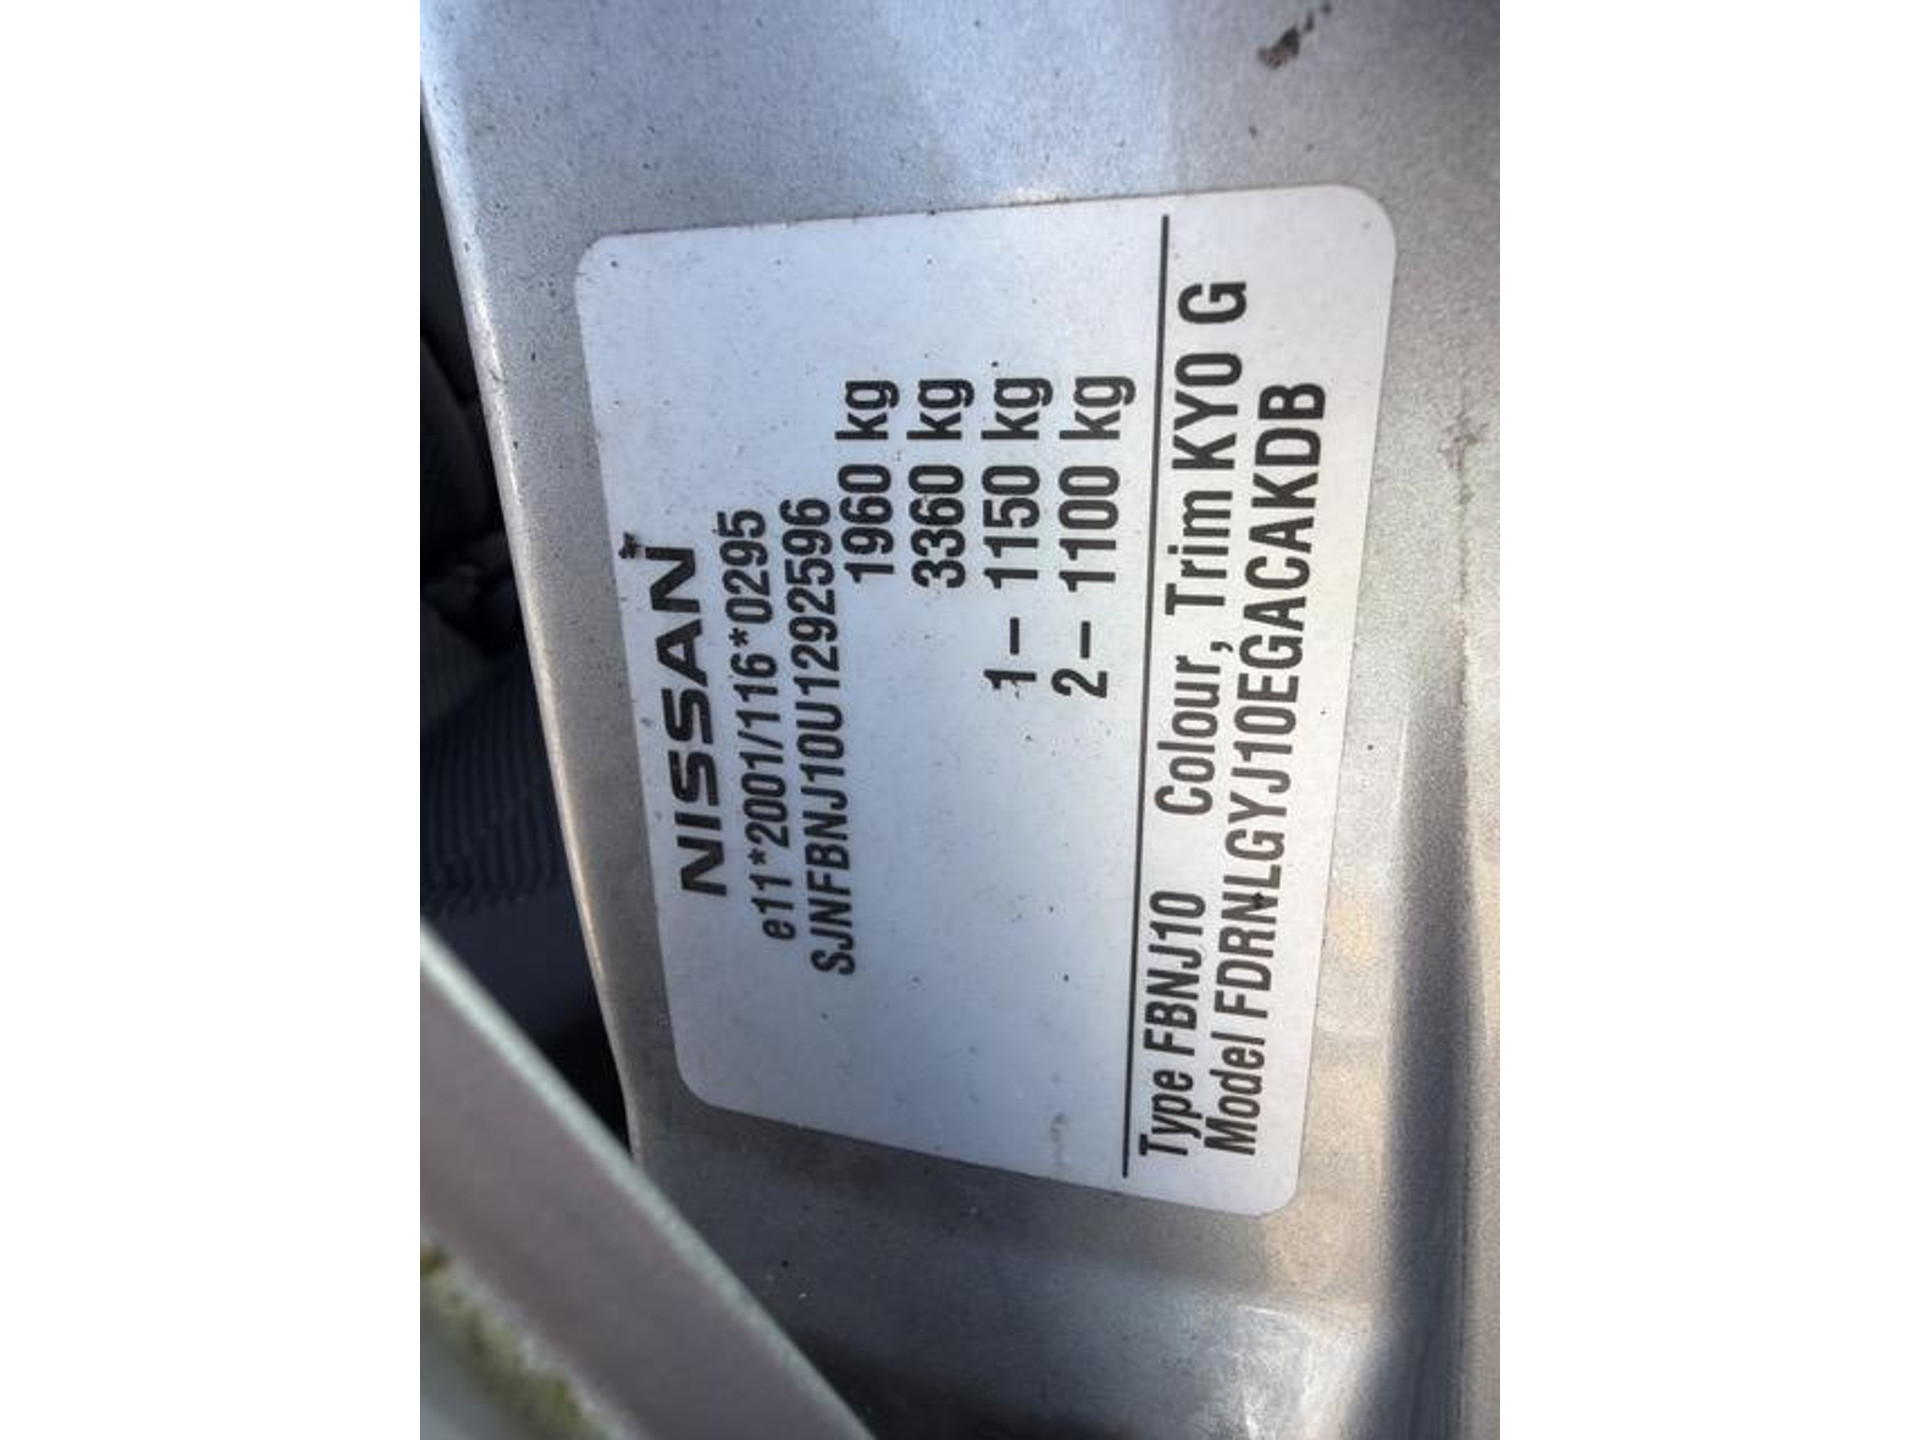 NISSAN
e11*2001/116*0295
SJNFBNJ10U1292596
1960 kg
3360 kg
1- 1150 kg
2- 1100 kg
Type FBNJ10 Colour, Trim KY0 G
Model FDRNLGYJ10EGACAKDB